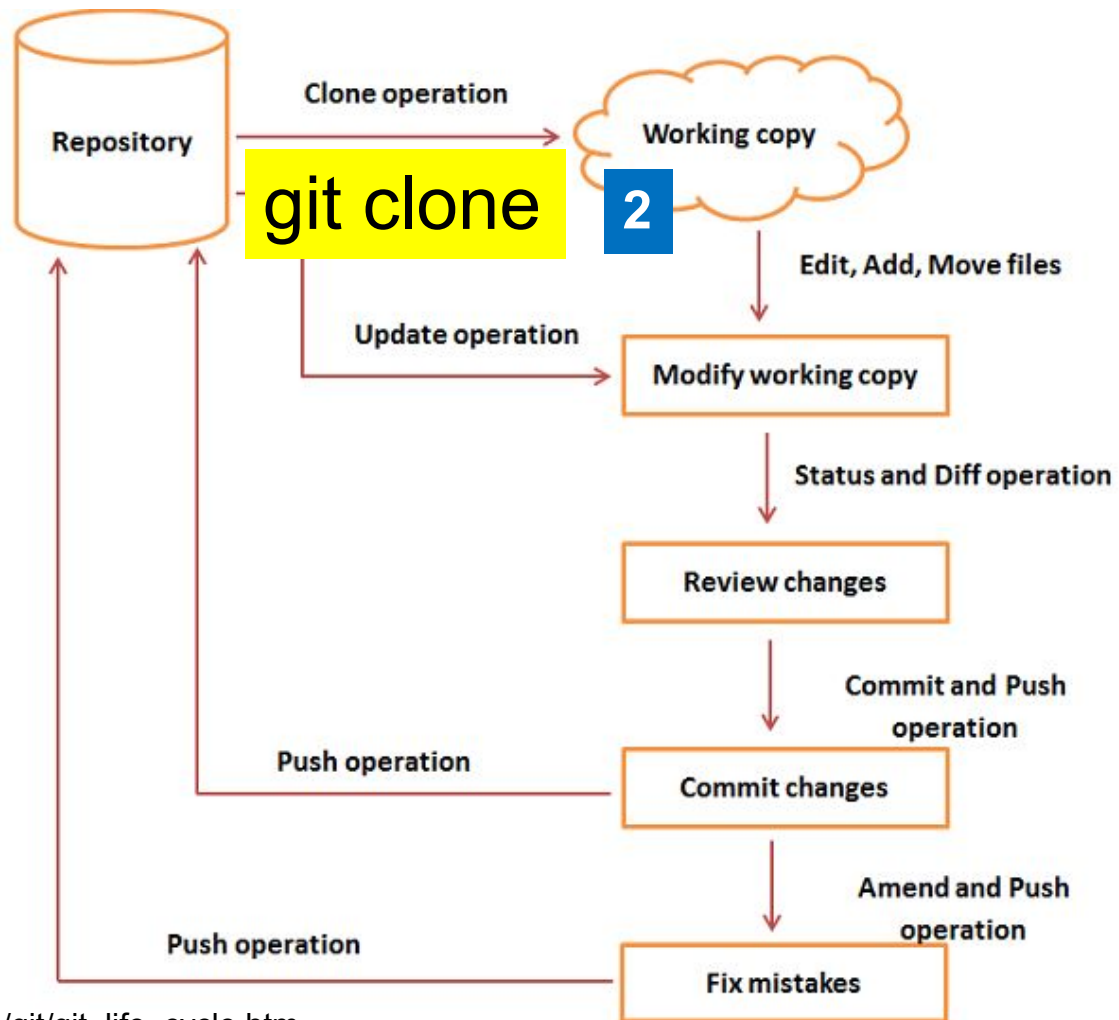 Clone operation
Repository
Working copy
git clone
2
Edit, Add, Move files
Update operation
Modify working copy
Status and Diff operation
Review changes
Commit and Push
operation
Push operation
Commit changes
Amend and Push
operation
Push operation
Fix mistakes